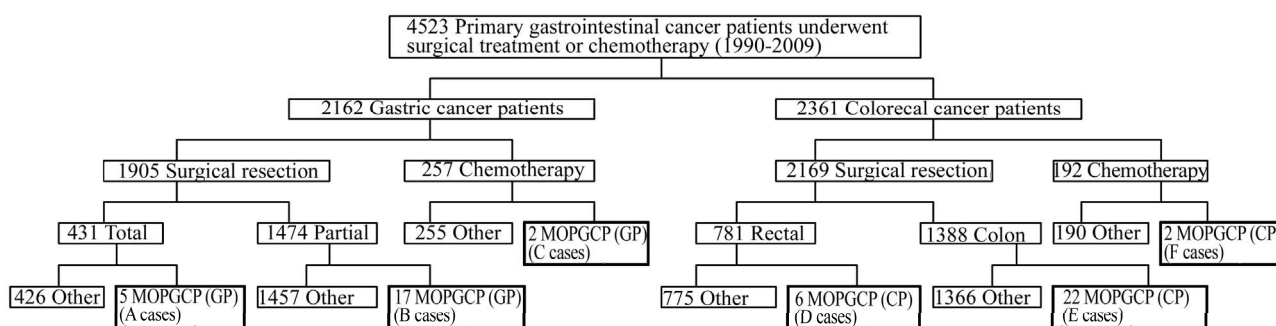 4523 Primary gastrointestinal cancer patients underwent
surgical treatment or chemotherapy (1990-2009)
2162 Gastric cancer patients
2361 Colorecal cancer patients
1905 Surgical resection
257 Chemotherapy
2169 Surgical resection
192 Chemotherapy
431 Total
1474 Partial
255 Other
2 MOPGCP (GP)
(C cases)
781 Rectal
1388 Colon
190 Other
2 MOPGCP (CP
(F cases)
426 Other
5 MOPGCP (GP)
(A cases)
1457 Other
17 MOPGCP (GP)
(B cases)
775 Other
6 MOPGCP (CP)
(D cases)
1366 Other
22 MOPGCP (CP)
(E cases)